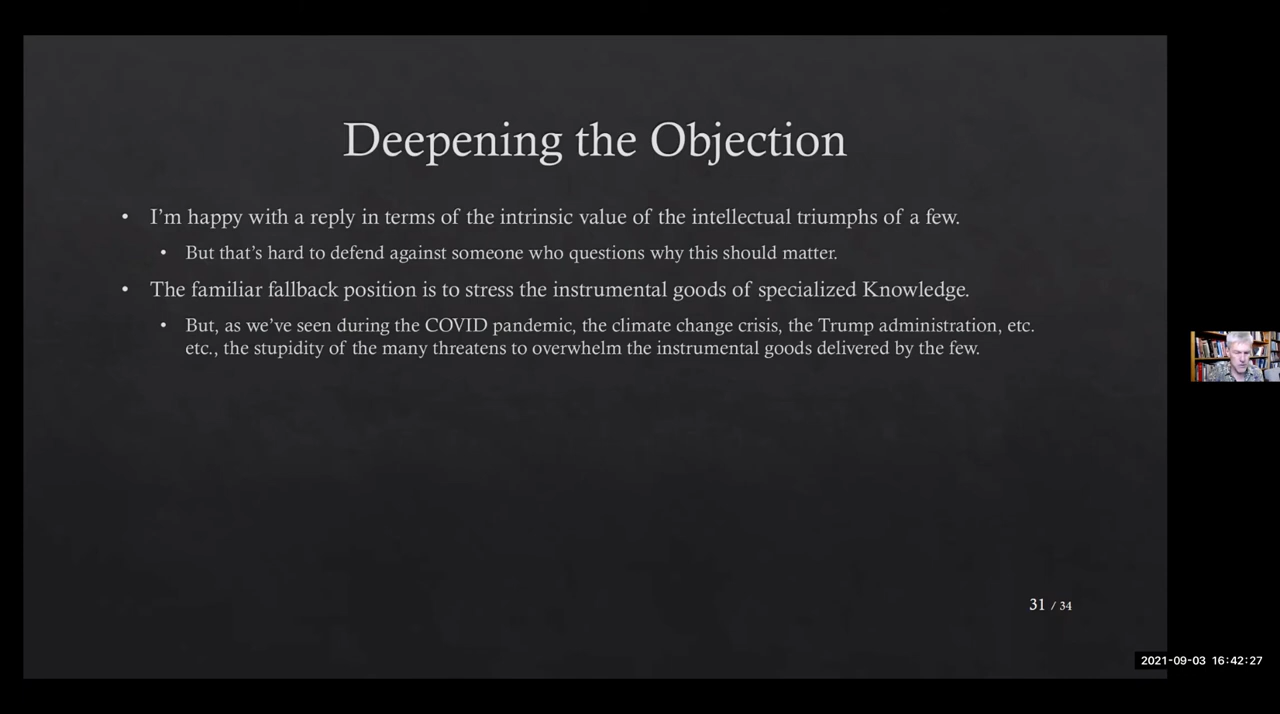 Deepening the Objection
• I’m happy with a reply in terms of the intrinsic value of the intellectual triumphs of a few.
• But that’s hard to defend against someone who questions why this should matter.
• The familiar fallback position is to stress the instrumental goods of specialized Knowledge.
• But, as we’ve seen during the COVID pandemic, the climate change crisis, the Trump administration, etc.
etc., the stupidity of the many threatens to overwhelm the instrumental goods delivered by the few.
31 / 34
2021-09-03 16:42:27